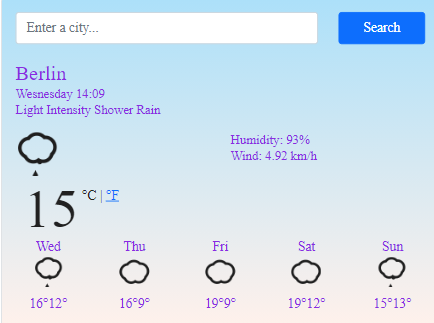 Enter a city...
Search
Berlin
Wesnesday 14:09
Light Intensity Shower Rain
Humidity: 93%
Wind: 4.92 km/h
15 °C | °F
Wed Thu Fri Sat Sun
16°12° 16°9° 19°9° 19°12° 15°13°